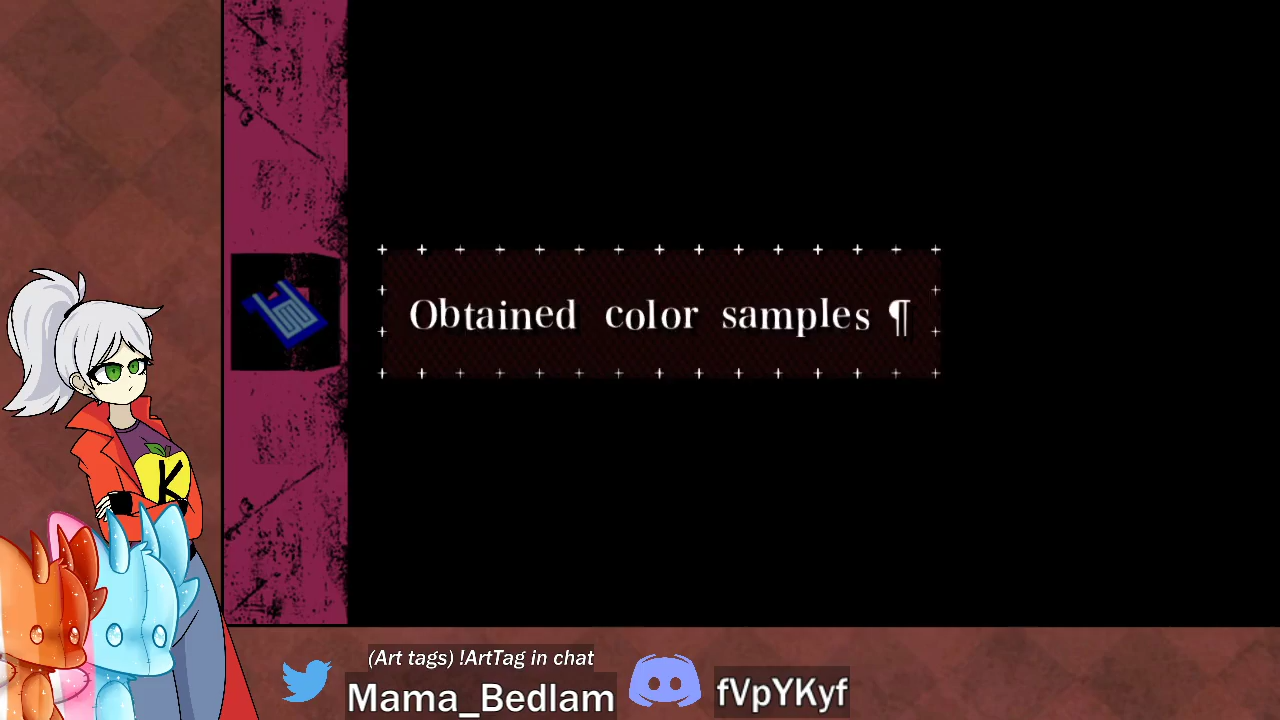 Obtained color samples ¶
K
(Art tags) !ArtTag in chat
Mama_Bedlam
fVpYKyf